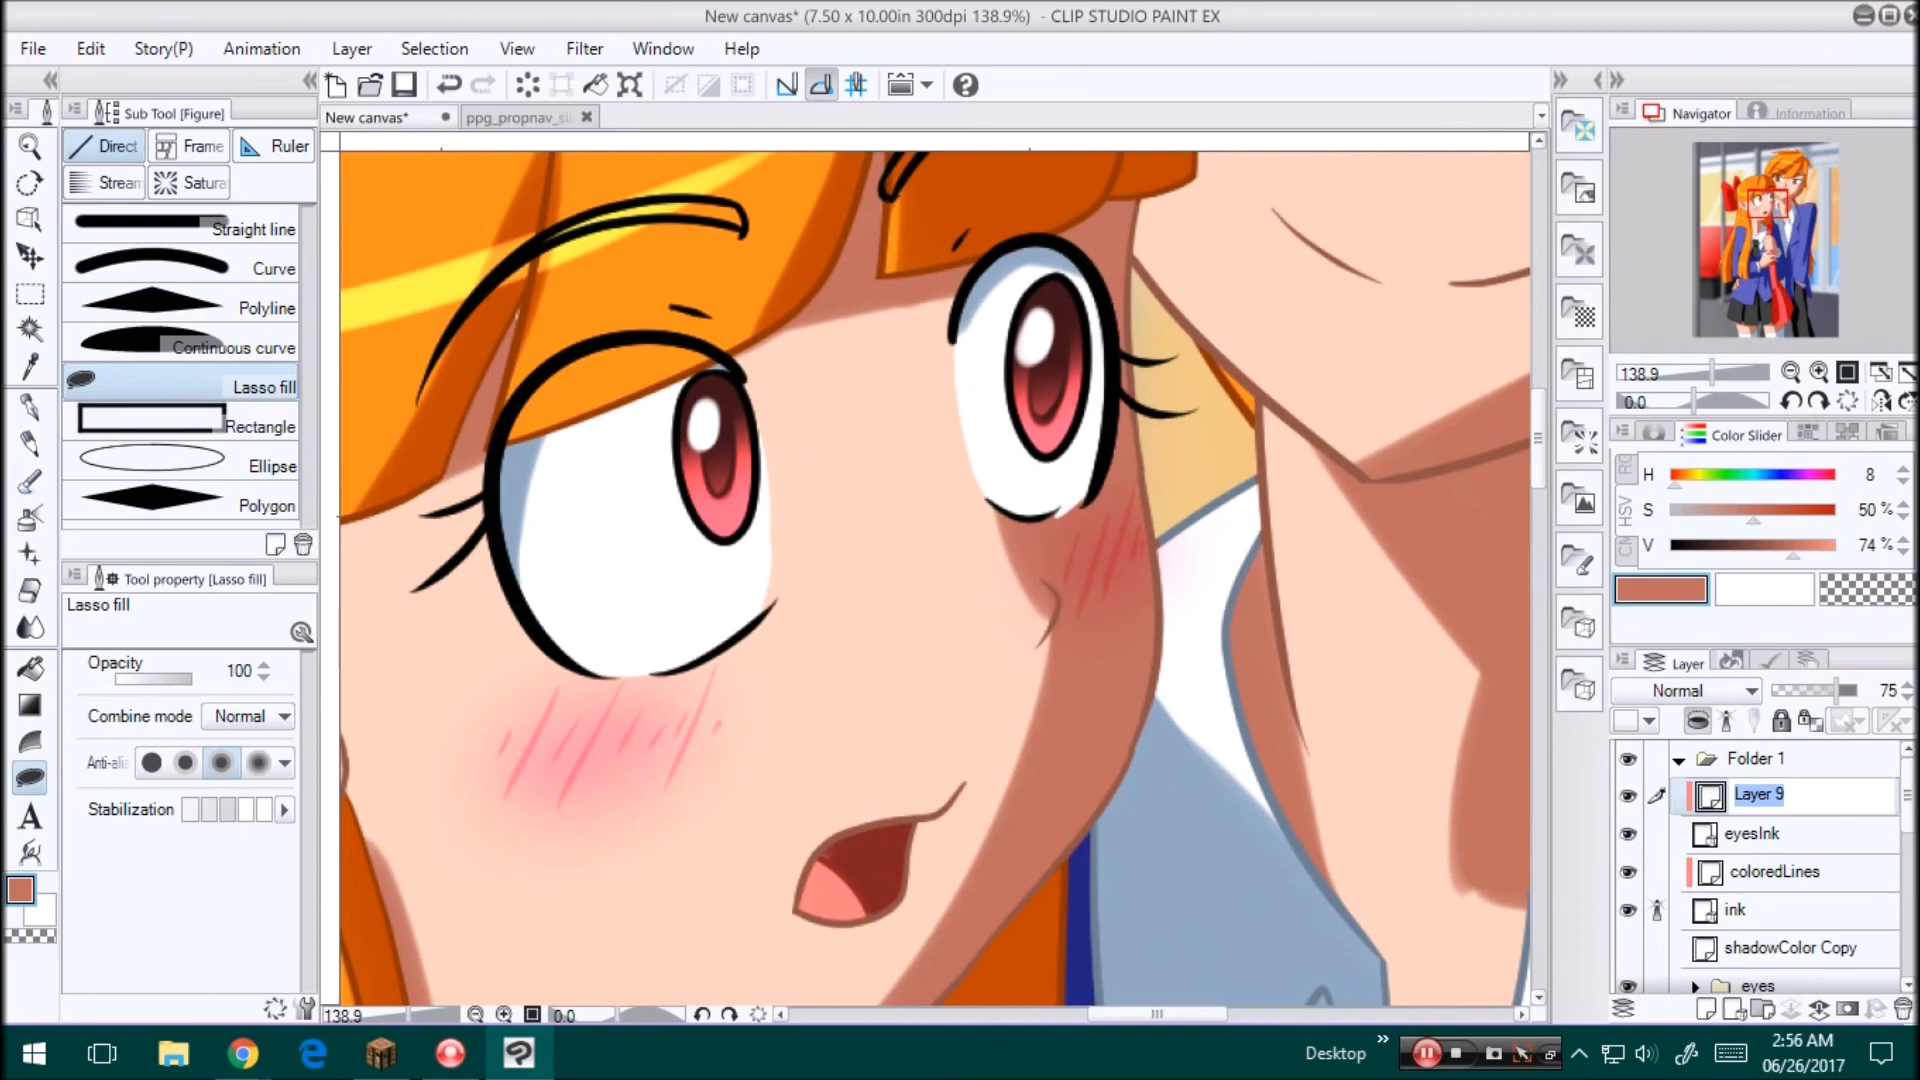 New canvas* (7.50 x 10.00in 300dpi 138.9%) - CLIP STUDIO PAINT EX
File Edit Story(P) Animation Layer Selection View Filter Window Help
Sub Tool [Figure]
New canvas*
ppg_propnav_sl
Navigator
Information
Direct
Frame
Ruler
Stream
Satura
Straight line
Curve
Polyline
Continuous curve
Lasso fill
Rectangle
Ellipse
Polygon
Tool property [Lasso fill]
Lasso fill
Opacity 100
Combine mode Normal
Anti-alia
Stabilization
A
138.9
0.0
138.9
0.0
Color Slider
HSV
H 8
S 50 %
V 74 %
Layer
Normal 75
Folder 1
Layer 9
eyesInk
coloredLines
ink
shadowColor Copy
eyes
Desktop
2:56 AM
06/26/2017